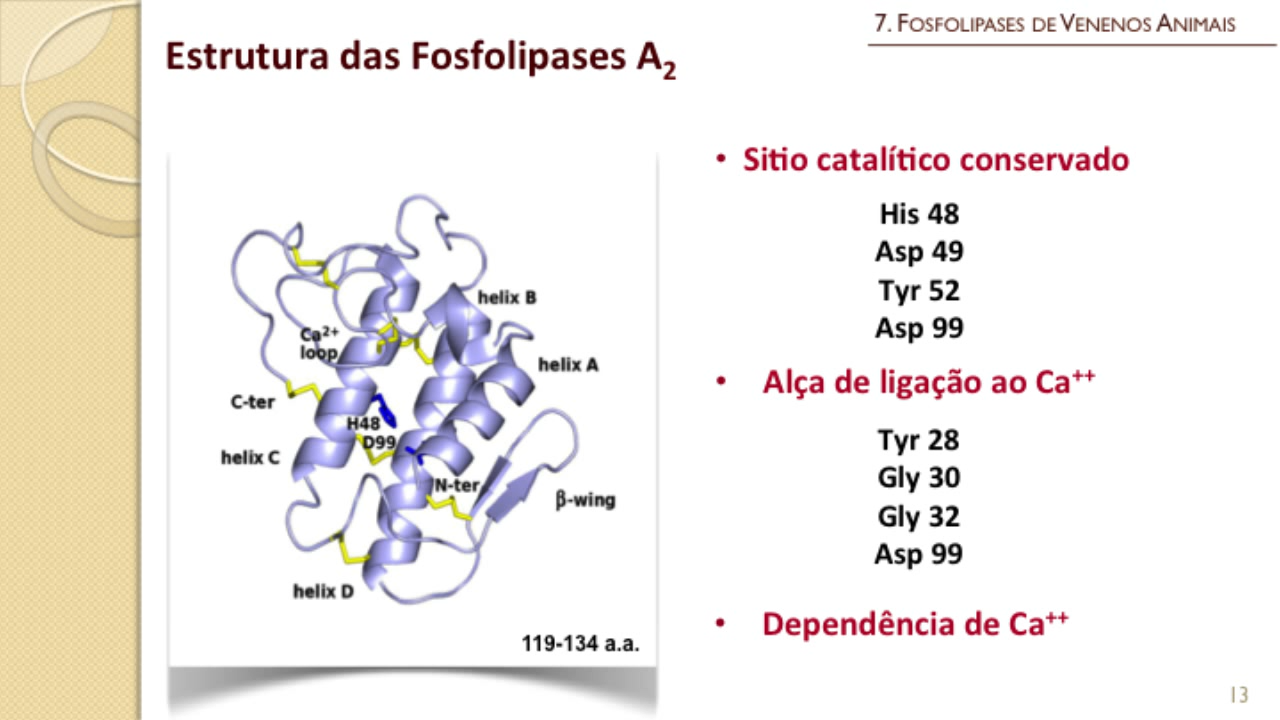 7. Fosfolipases de Venenos Animais
Estrutura das Fosfolipases A₂
• Sitio catalítico conservado
His 48
Asp 49
Tyr 52
Asp 99
• Alça de ligação ao Ca⁺⁺
Tyr 28
Gly 30
Gly 32
Asp 99
• Dependência de Ca⁺⁺
helix B
Ca²⁺
loop
helix A
C-ter
H48
D99
helix C
N-ter
β-wing
helix D
119-134 a.a.
13